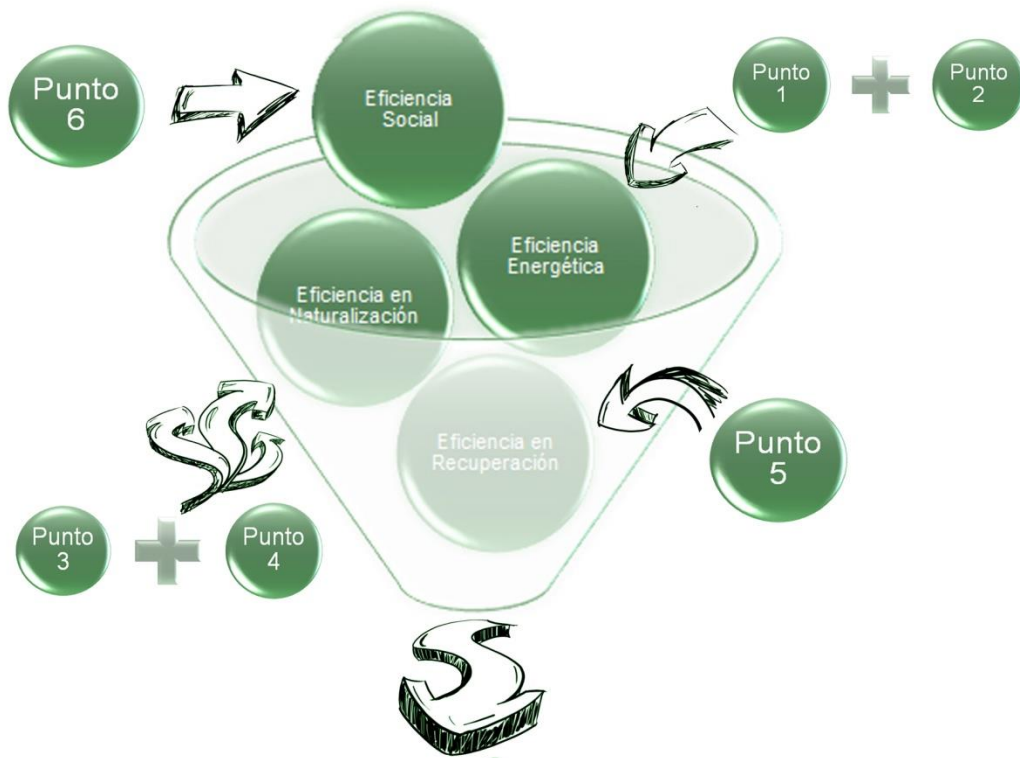 Punto
6
Eficiencia
Social
Punto
1
Punto
2
Eficiencia
Energética
Eficiencia en
Naturalización
Eficiencia en
Recuperación
Punto
5
Punto
3
Punto
4